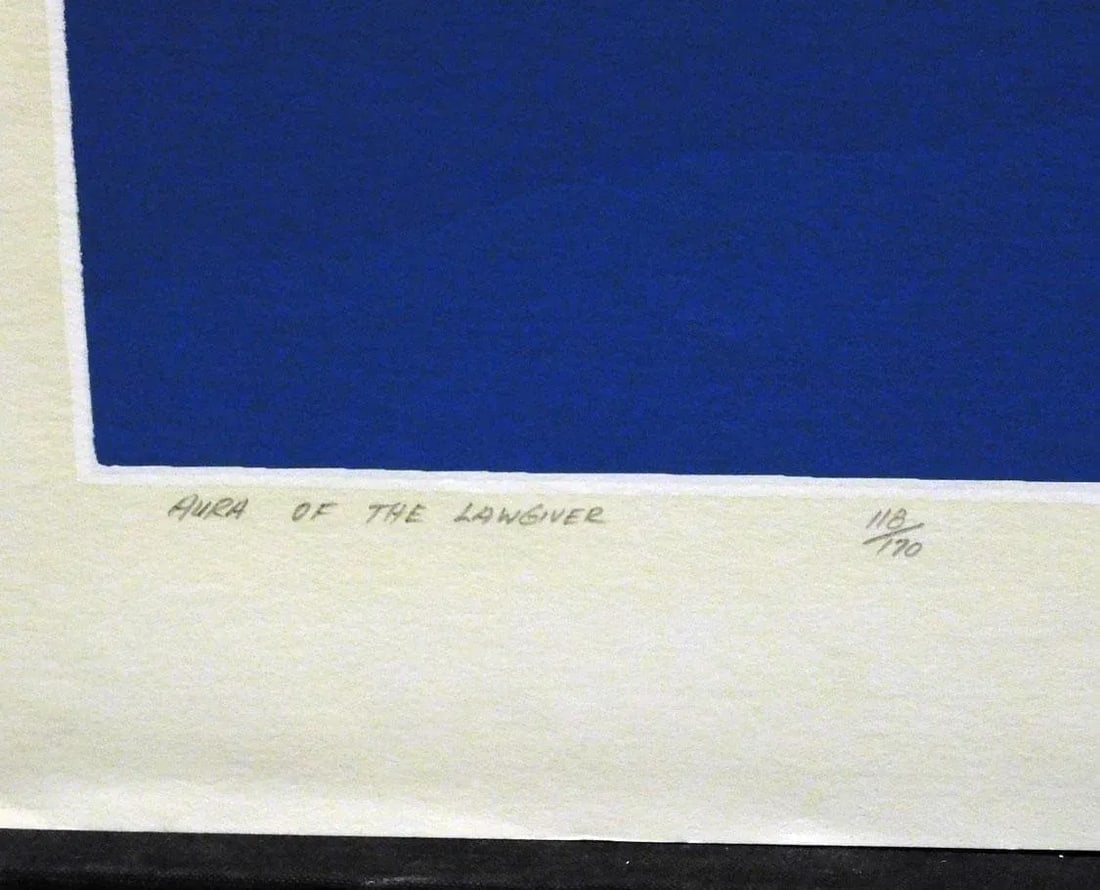 AURA OF THE LAWGIVER
118/170